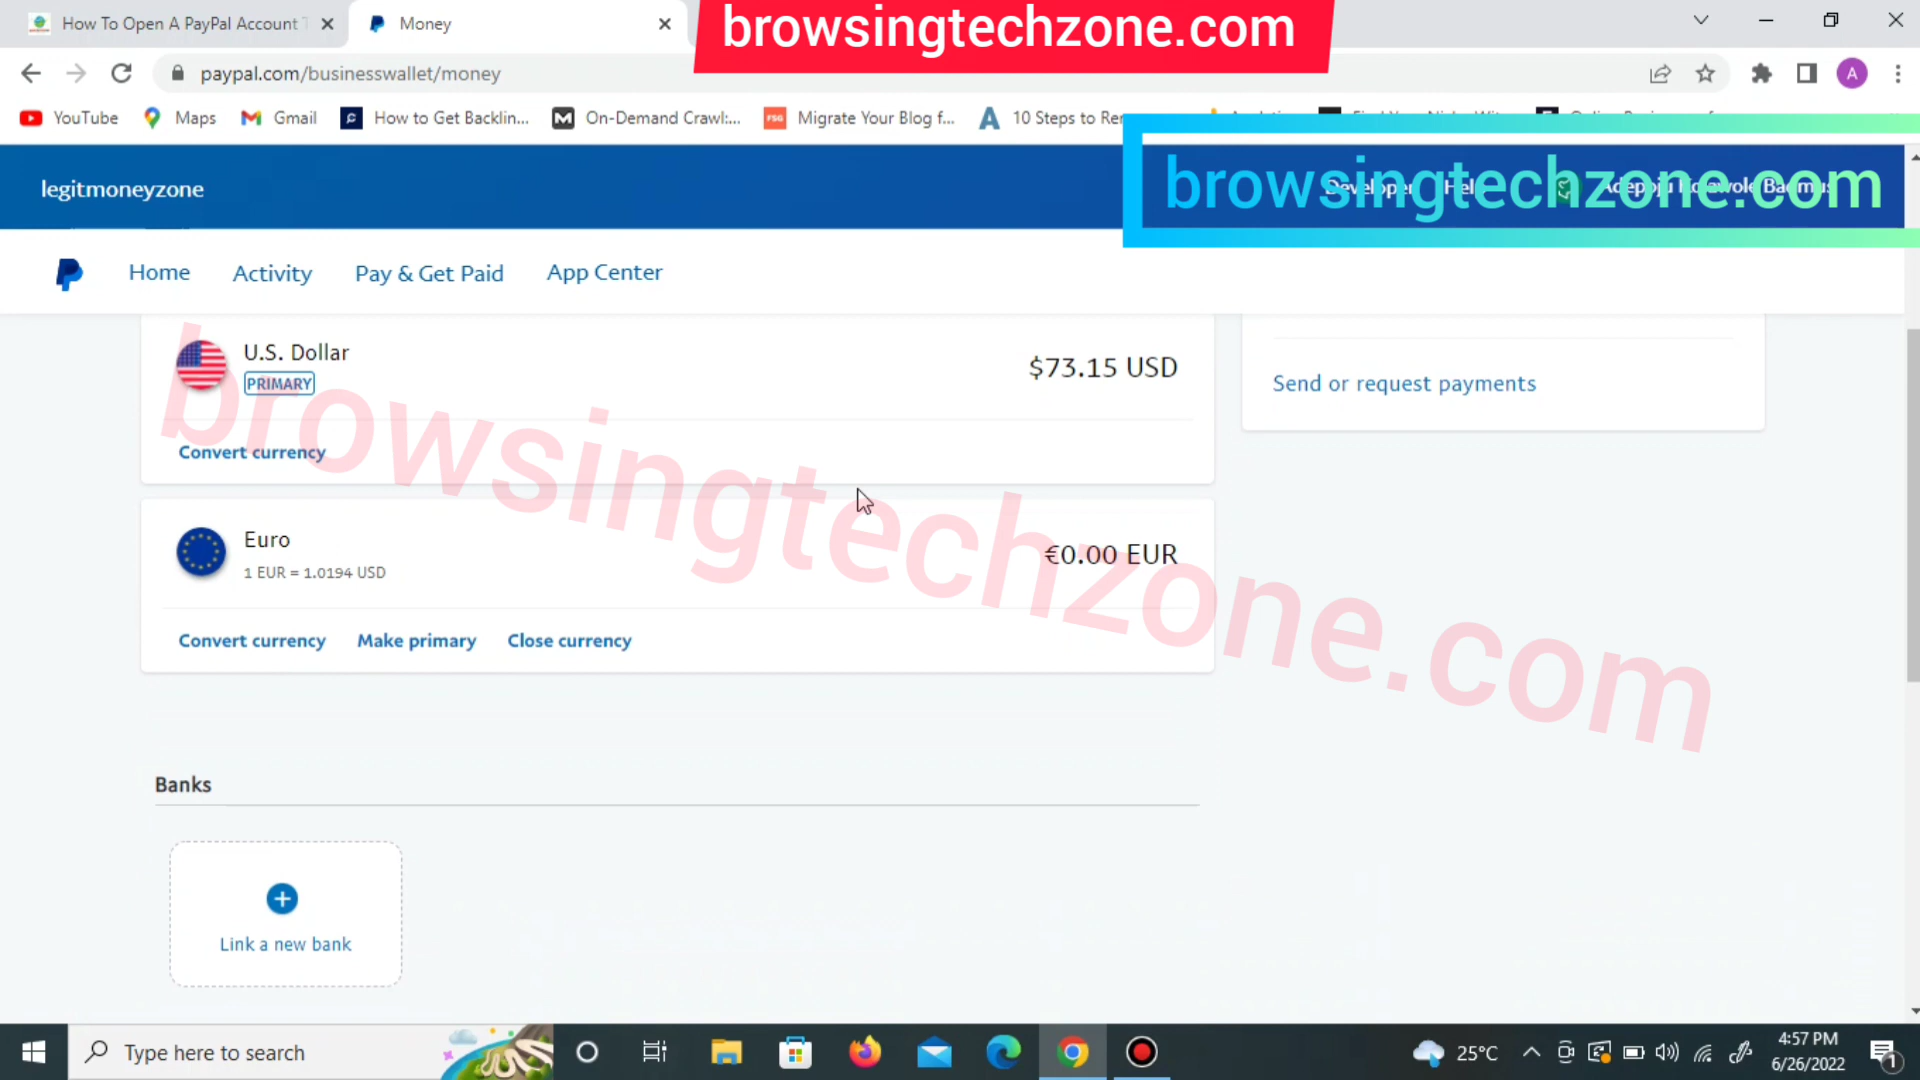 How To Open A PayPal Account
Money
browsingtechzone.com
paypal.com/businesswallet/money
A
YouTube
Maps
Gmail
How to Get Backlin...
On-Demand Crawl:...
FSG
Migrate Your Blog f...
10 Steps to
legitmoneyzone
browsingtechzone.com
Home
Activity
Pay & Get Paid
App Center
U.S. Dollar
PRIMARY
$73.15 USD
Convert currency
Send or request payments
browsingtechzone.com
Euro
1 EUR = 1.0194 USD
€0.00 EUR
Convert currency
Make primary
Close currency
Banks
Link a new bank
Type here to search
25°C
4:57 PM
6/26/2022
1